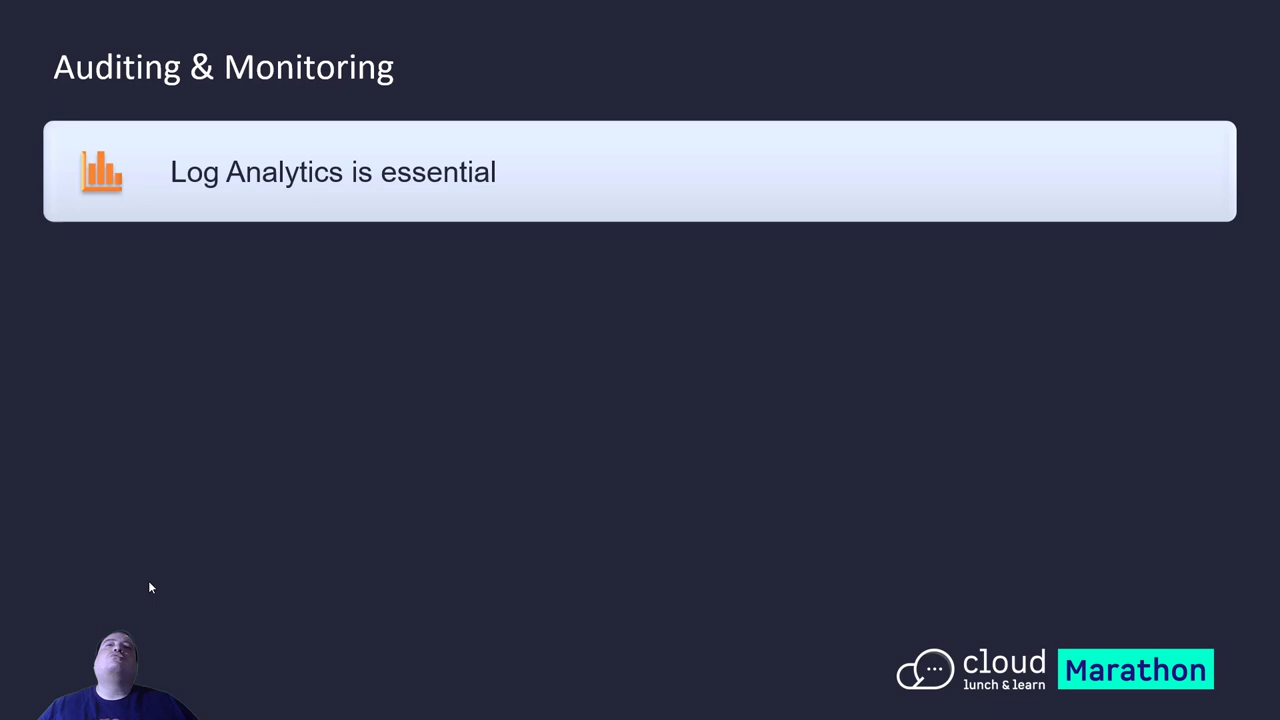 Auditing & Monitoring
Log Analytics is essential
cloud
lunch & learn
Marathon